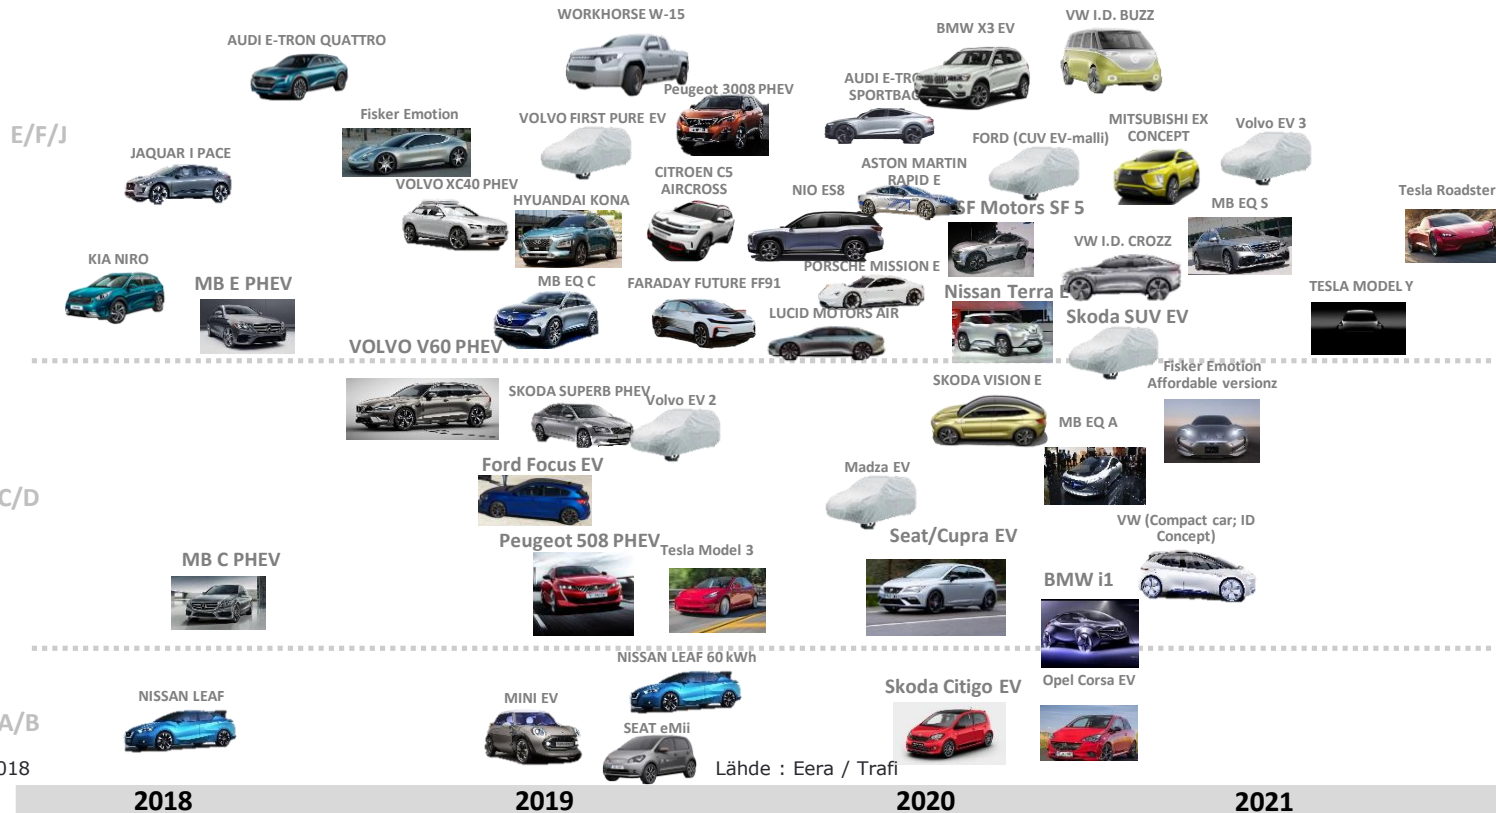 WORKHORSE W-15
VW I.D. BUZZ
BMW X3 EV
AUDI E-TRON QUATTRO
AUDI E-TRO
SPORTBAC
Peugeot 3008 PHEV
Fisker Emotion
VOLVO FIRST PURE EV
MITSUBISHI EX
CONCEPT
Volvo EV 3
E/F/J
FORD (CUV EV-malli)
JAQUAR I PACE
CITROEN C5
AIRCROSS
ASTON MARTIN
RAPID E
VOLVO XC40 PHEV
NIO ES8
Tesla Roadster
HYUANDAI KONA
SF Motors SF 5
MB EQ S
VW I.D. CROZZ
KIA NIRO
PORSCHE MISSION E
MB E PHEV
MB EQ C
FARADAY FUTURE FF91
Nissan Terra E
TESLA MODEL Y
LUCID MOTORS AIR
Skoda SUV EV
VOLVO V60 PHEV
Fisker Emotion
Affordable versionz
SKODA VISION E
SKODA SUPERB PHEV
Volvo EV 2
MB EQ A
Ford Focus EV
Madza EV
C/D
VW (Compact car; ID
Concept)
Seat/Cupra EV
Peugeot 508 PHEV
Tesla Model 3
MB C PHEV
BMW i1
NISSAN LEAF 60 kWh
Opel Corsa EV
Skoda Citigo EV
NISSAN LEAF
MINI EV
A/B
SEAT eMii
018
Lähde : Eera / Trafi
2018
2019
2020
2021